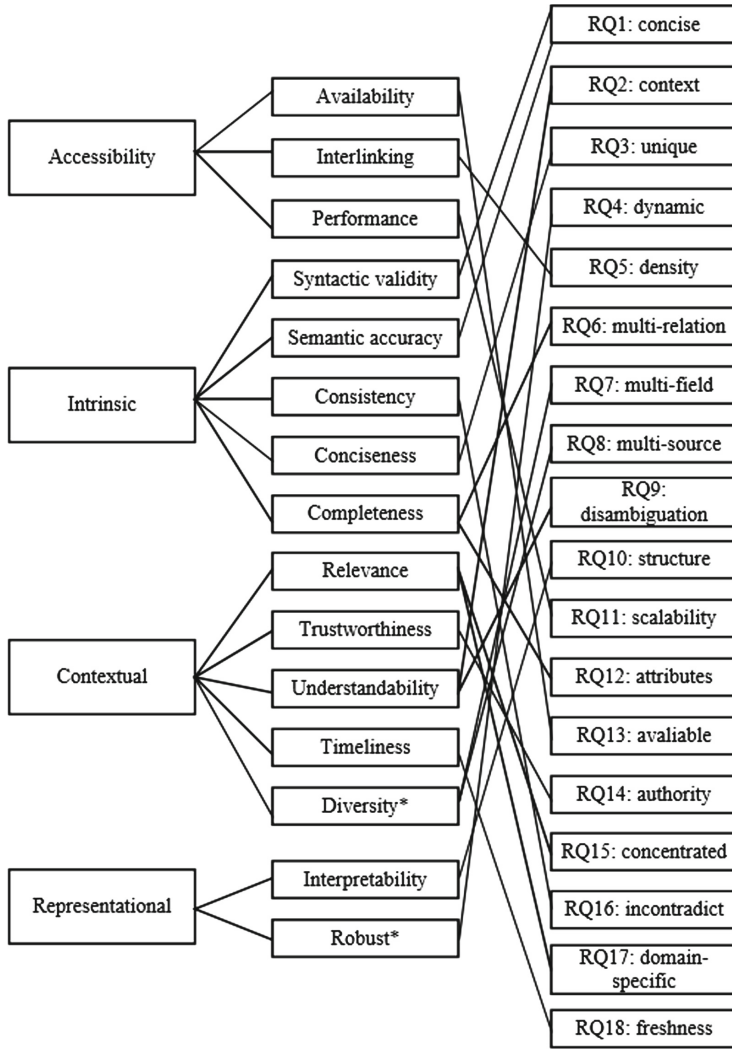 Accessibility
Intrinsic
Contextual
Representational
Availability
Interlinking
Performance
Syntactic validity
Semantic accuracy
Consistency
Conciseness
Completeness
Relevance
Trustworthiness
Understandability
Timeliness
Diversity*
Interpretability
Robust*
RQ1: concise
RQ2: context
RQ3: unique
RQ4: dynamic
RQ5: density
RQ6: multi-relation
RQ7: multi-field
RQ8: multi-source
RQ9:
disambiguation
RQ10: structure
RQ11: scalability
RQ12: attributes
RQ13: avaliable
RQ14: authority
RQ15: concentrated
RQ16: incontradict
RQ17: domain-
specific
RQ18: freshness